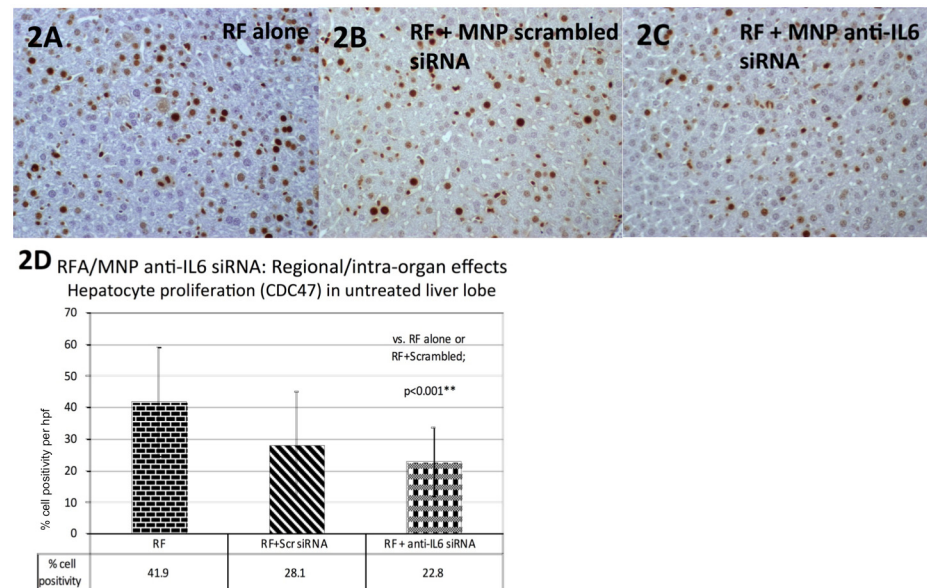 2A RF alone
2B RF + MNP scrambled
siRNA
2C RF + MNP anti-IL6
siRNA
2D RFA/MNP anti-IL6 siRNA: Regional/intra-organ effects
Hepatocyte proliferation (CDC47) in untreated liver lobe
% cell positivity per hpf
70
60
50
40
30
20
10
0
vs. RF alone or
RF+Scrambled;
p<0.001**
RF RF+Scr siRNA RF + anti-IL6 siRNA
% cell
positivity
41.9 28.1 22.8